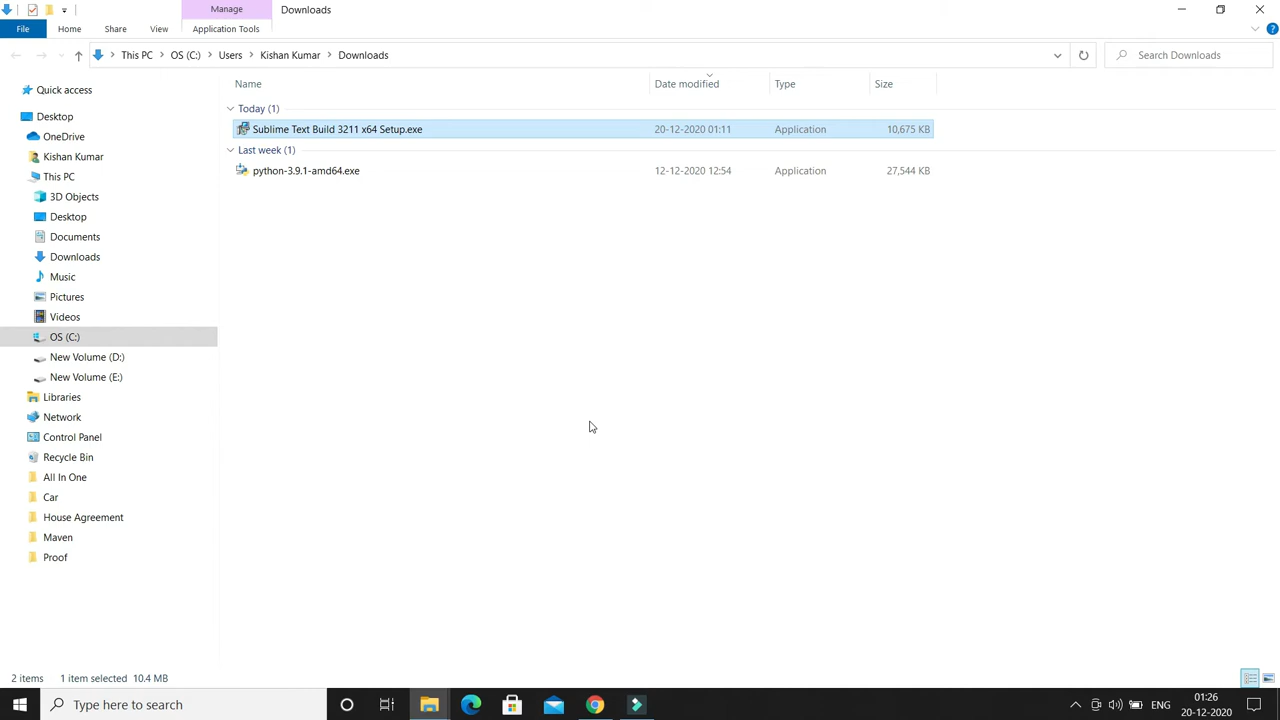 Manage
Downloads
File
Home
Share
View
Application Tools
This PC
OS (C:)
Users
Kishan Kumar
Downloads
Search Downloads
Name
Date modified
Type
Size
Quick access
Desktop
OneDrive
Kishan Kumar
This PC
3D Objects
Desktop
Documents
Downloads
Music
Pictures
Videos
OS (C:)
New Volume (D:)
New Volume (E:)
Libraries
Network
Control Panel
Recycle Bin
All In One
Car
House Agreement
Maven
Proof
Today (1)
Sublime Text Build 3211 x64 Setup.exe 20-12-2020 01:11 Application 10,675 KB
Last week (1)
python-3.9.1-amd64.exe 12-12-2020 12:54 Application 27,544 KB
2 items 1 item selected 10.4 MB
Type here to search
ENG
01:26
20-12-2020